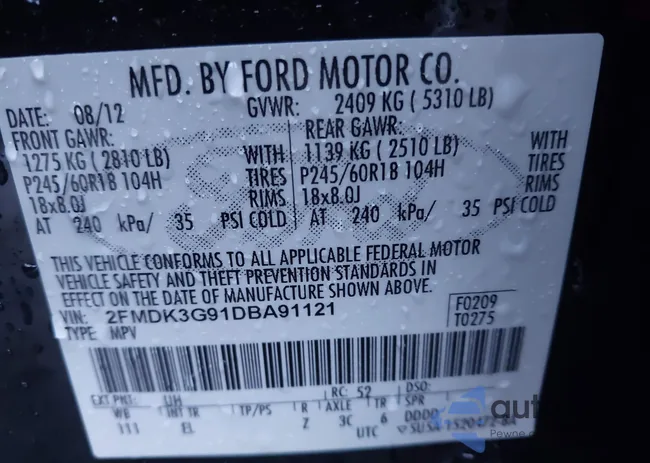 MFD. BY FORD MOTOR CO.
DATE: 08/12 GVWR: 2409 KG ( 5310 LB)
FRONT GAWR: REAR GAWR: WITH
1275 KG ( 2810 LB) WITH 1139 KG ( 2510 LB) TIRES
P245/60R18 104H TIRES P245/60R18 104H RIMS
18x8.0J RIMS 18x8.0J
AT 240 kPa/ 35 PSI COLD AT 240 kPa/ 35 PSI COLD
THIS VEHICLE CONFORMS TO ALL APPLICABLE FEDERAL MOTOR
VEHICLE SAFETY AND THEFT PREVENTION STANDARDS IN
EFFECT ON THE DATE OF MANUFACTURE SHOWN ABOVE.
VIN: 2FMDK3G91DBA91121 F0209
TYPE: MPV T0275
EXT PNT: UH RC: 52 DSO:
WB INT TR TP/PS R AXLE TR SPR
111 EL Z 3C 6 DDDD
UTC
Pewne